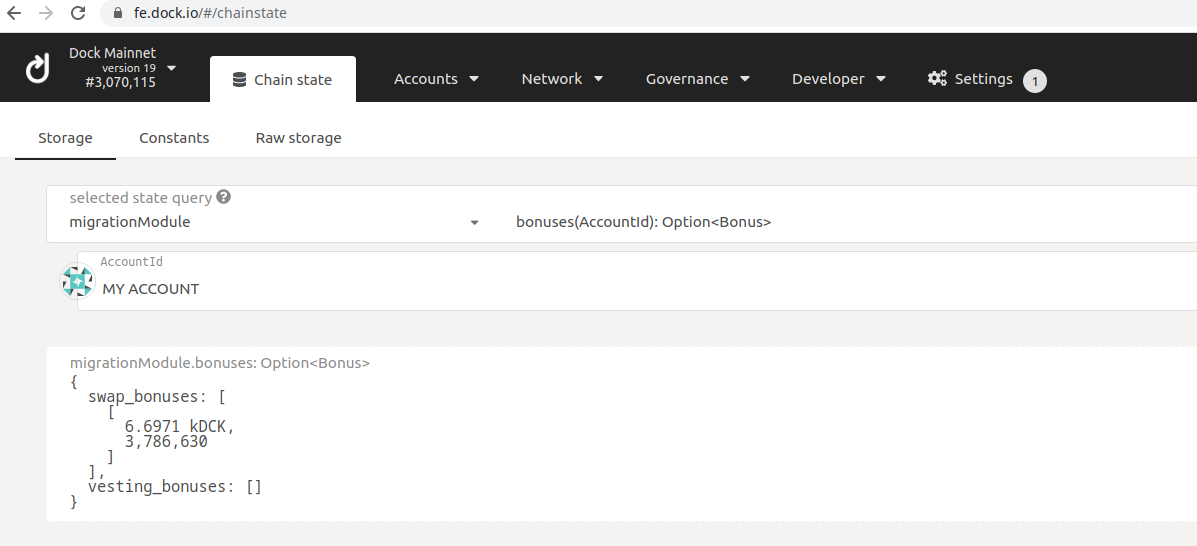 fe.dock.io/#/chainstate
Dock Mainnet
version 19
#3,070,115
Chain state
Accounts
Network
Governance
Developer
Settings
1
Storage
Constants
Raw storage
selected state query ?
migrationModule
bonuses(AccountId): Option<Bonus>
AccountId
MY ACCOUNT
migrationModule.bonuses: Option<Bonus>
{
swap_bonuses: [
[
6.6971 kDCK,
3,786,630
]
],
vesting_bonuses: []
}